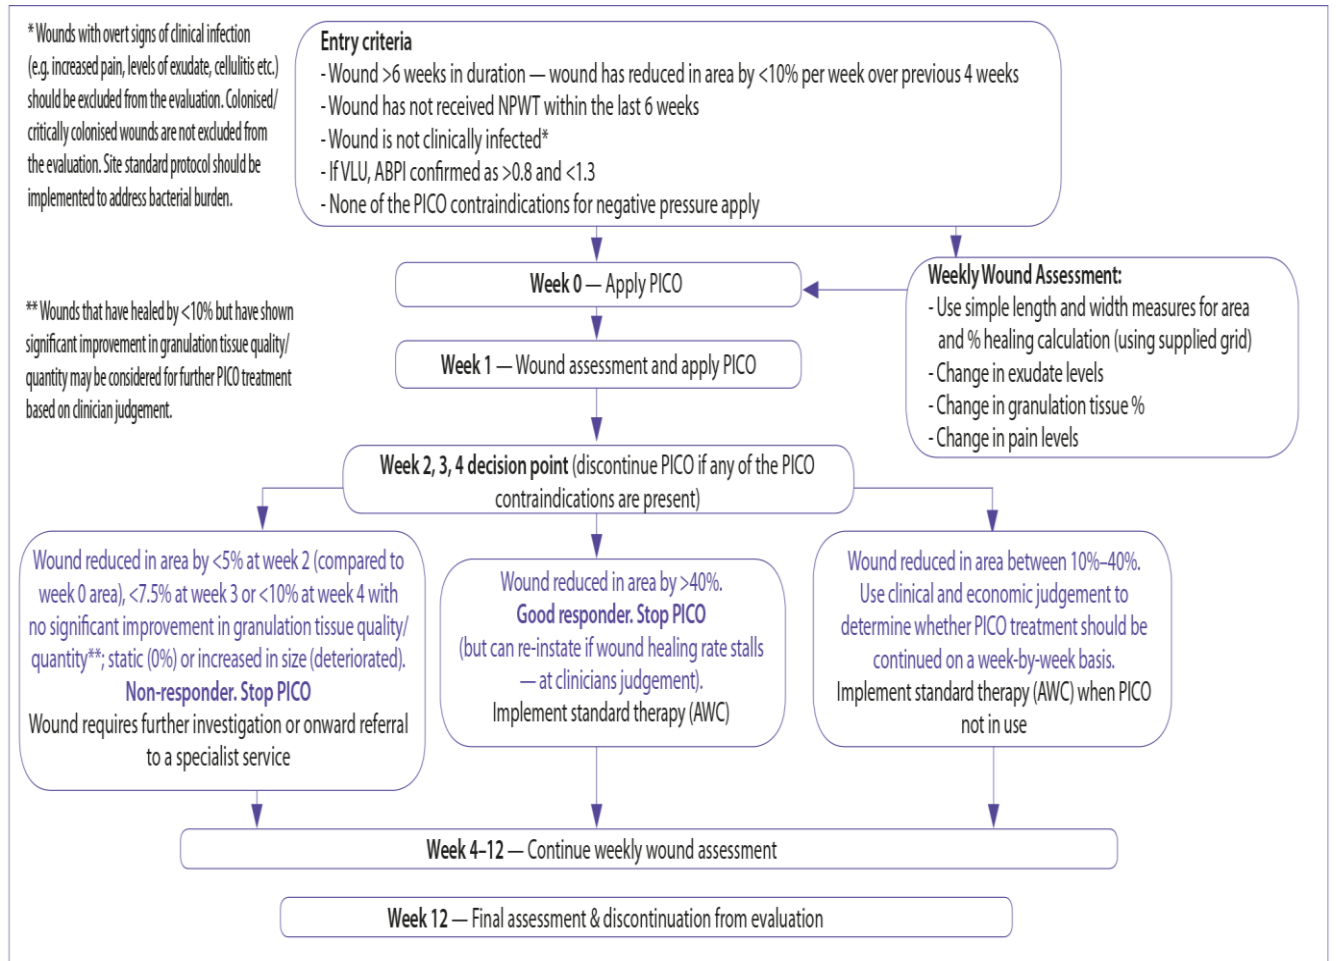 * Wounds with overt signs of clinical infection
(e.g. increased pain, levels of exudate, cellulitis etc.)
should be excluded from the evaluation. Colonised/
critically colonised wounds are not excluded from
the evaluation. Site standard protocol should be
implemented to address bacterial burden.
Entry criteria
- Wound >6 weeks in duration — wound has reduced in area by <10% per week over previous 4 weeks
- Wound has not received NPWT within the last 6 weeks
- Wound is not clinically infected*
- If VLU, ABPI confirmed as >0.8 and <1.3
- None of the PICO contraindications for negative pressure apply
Week 0 — Apply PICO
Weekly Wound Assessment:
- Use simple length and width measures for area
and % healing calculation (using supplied grid)
- Change in exudate levels
- Change in granulation tissue %
- Change in pain levels
** Wounds that have healed by <10% but have shown
significant improvement in granulation tissue quality/
quantity may be considered for further PICO treatment
based on clinician judgement.
Week 1 — Wound assessment and apply PICO
Week 2, 3, 4 decision point (discontinue PICO if any of the PICO
contraindications are present)
Wound reduced in area by <5% at week 2 (compared to
week 0 area), <7.5% at week 3 or <10% at week 4 with
no significant improvement in granulation tissue quality/
quantity**; static (0%) or increased in size (deteriorated).
Non-responder. Stop PICO
Wound requires further investigation or onward referral
to a specialist service
Wound reduced in area by >40%.
Good responder. Stop PICO
(but can re-instate if wound healing rate stalls
— at clinicians judgement).
Implement standard therapy (AWC)
Wound reduced in area between 10%–40%.
Use clinical and economic judgement to
determine whether PICO treatment should be
continued on a week-by-week basis.
Implement standard therapy (AWC) when PICO
not in use
Week 4–12 — Continue weekly wound assessment
Week 12 — Final assessment & discontinuation from evaluation